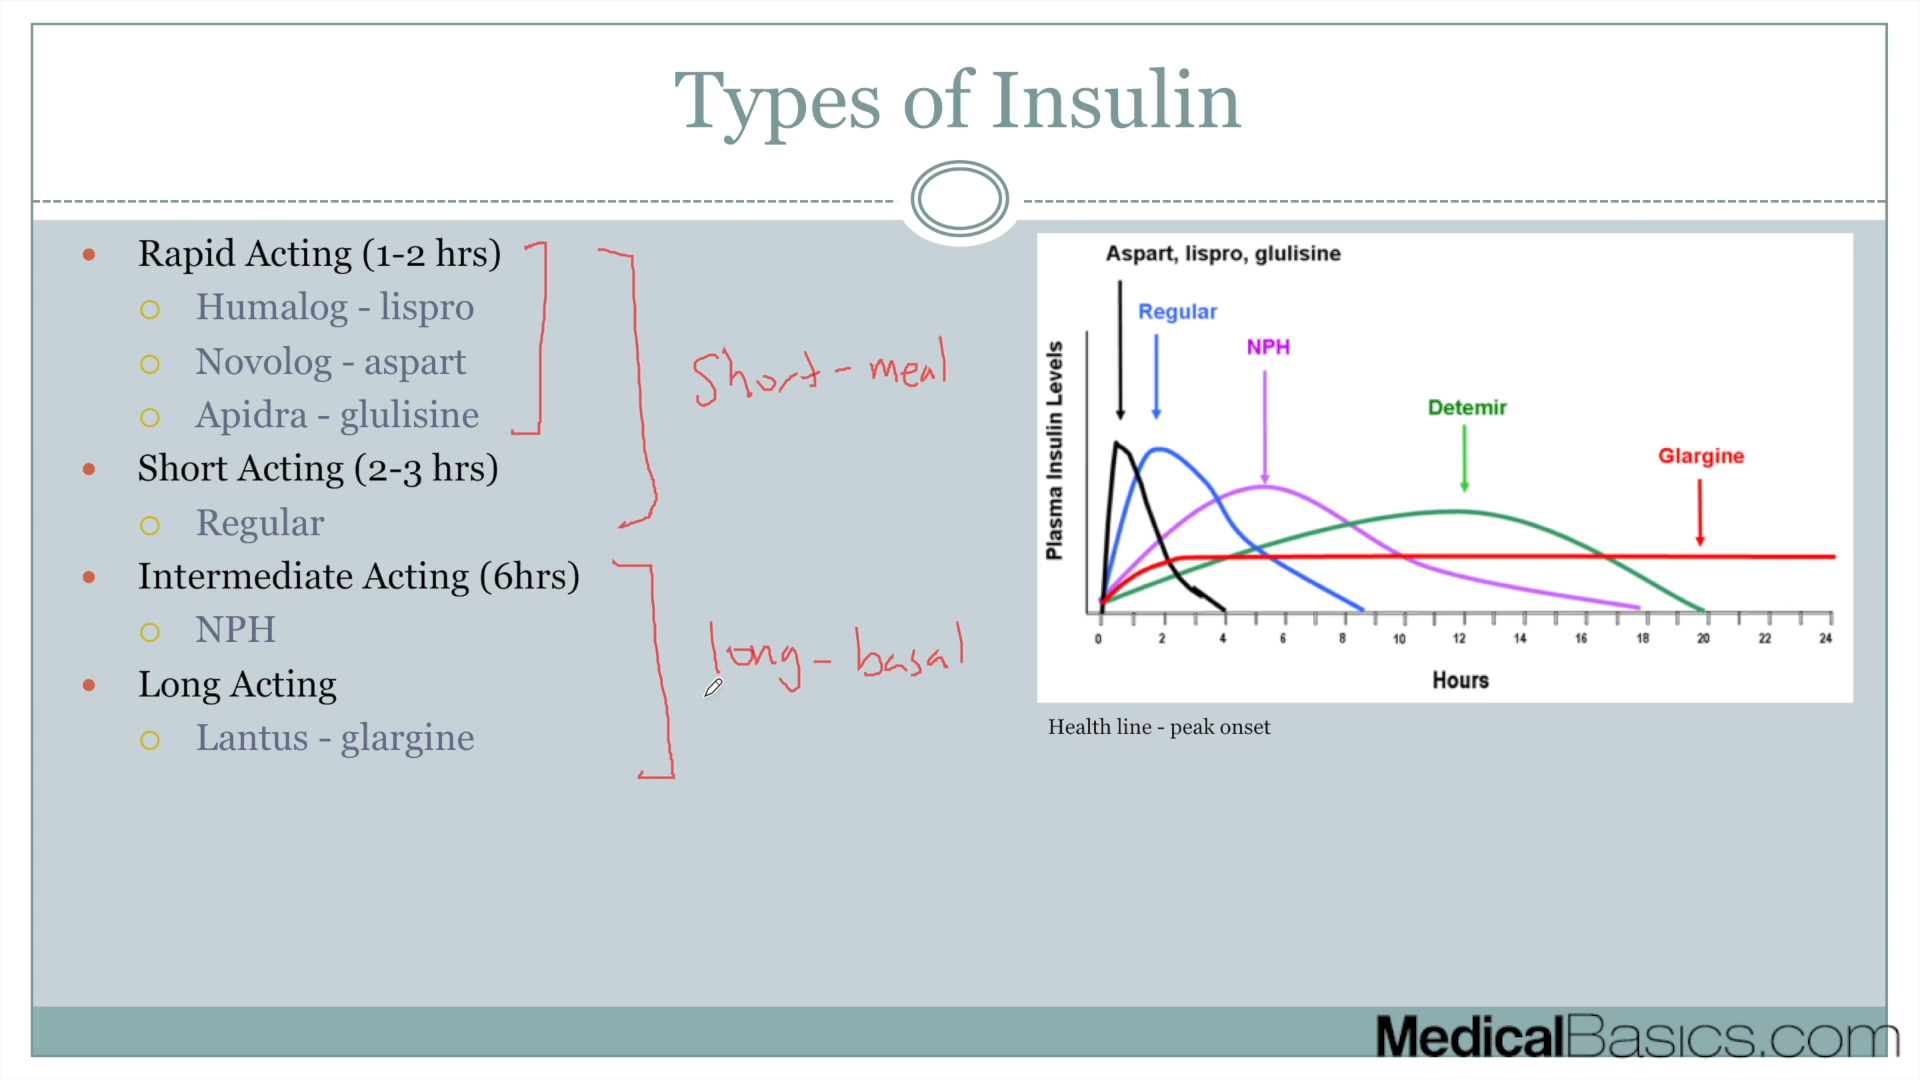 Types of Insulin
• Rapid Acting (1-2 hrs)
○ Humalog - lispro
○ Novolog - aspart
○ Apidra - glulisine
• Short Acting (2-3 hrs)
○ Regular
• Intermediate Acting (6hrs)
○ NPH
• Long Acting
○ Lantus - glargine
Short - meal
long - basal
Aspart, lispro, glulisine
Regular
NPH
Detemir
Glargine
Plasma Insulin Levels
0 2 4 6 8 10 12 14 16 18 20 22 24
Hours
Health line - peak onset
MedicalBasics.com